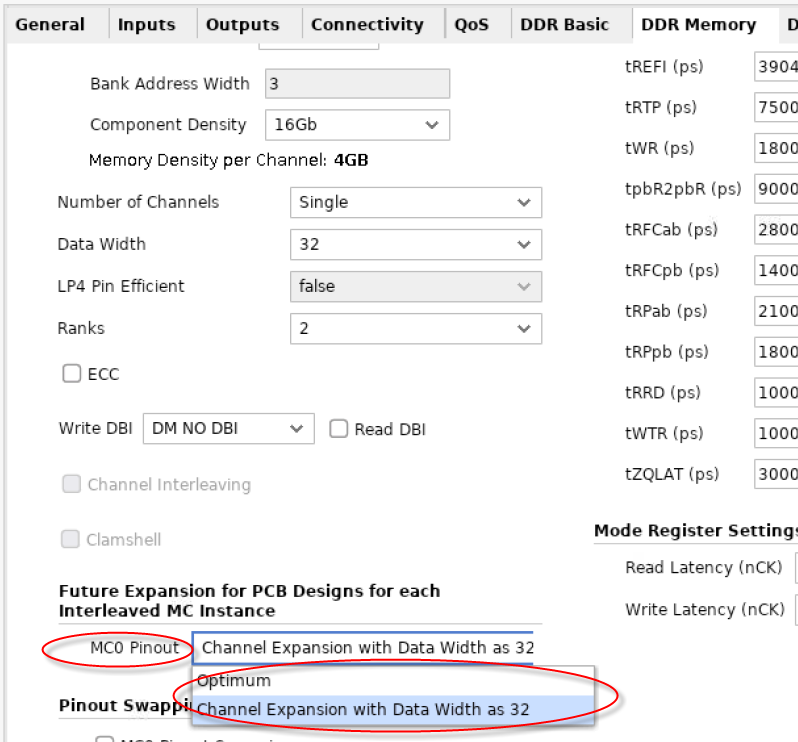 General Inputs Outputs Connectivity QoS DDR Basic DDR Memory D
Bank Address Width 3
Component Density 16Gb
Memory Density per Channel: 4GB
Number of Channels Single
Data Width 32
LP4 Pin Efficient false
Ranks 2
ECC
Write DBI DM NO DBI Read DBI
Channel Interleaving
Clamshell
Future Expansion for PCB Designs for each
Interleaved MC Instance
MC0 Pinout Channel Expansion with Data Width as 32
Optimum
Channel Expansion with Data Width as 32
Pinout Swappi
tREFI (ps) 3904
tRTP (ps) 7500
tWR (ps) 1800
tpbR2pbR (ps) 9000
tRFCab (ps) 2800
tRFCpb (ps) 1400
tRPab (ps) 2100
tRPpb (ps) 1800
tRRD (ps) 1000
tWTR (ps) 1000
tZQLAT (ps) 3000
Mode Register Settings
Read Latency (nCK)
Write Latency (nCK)